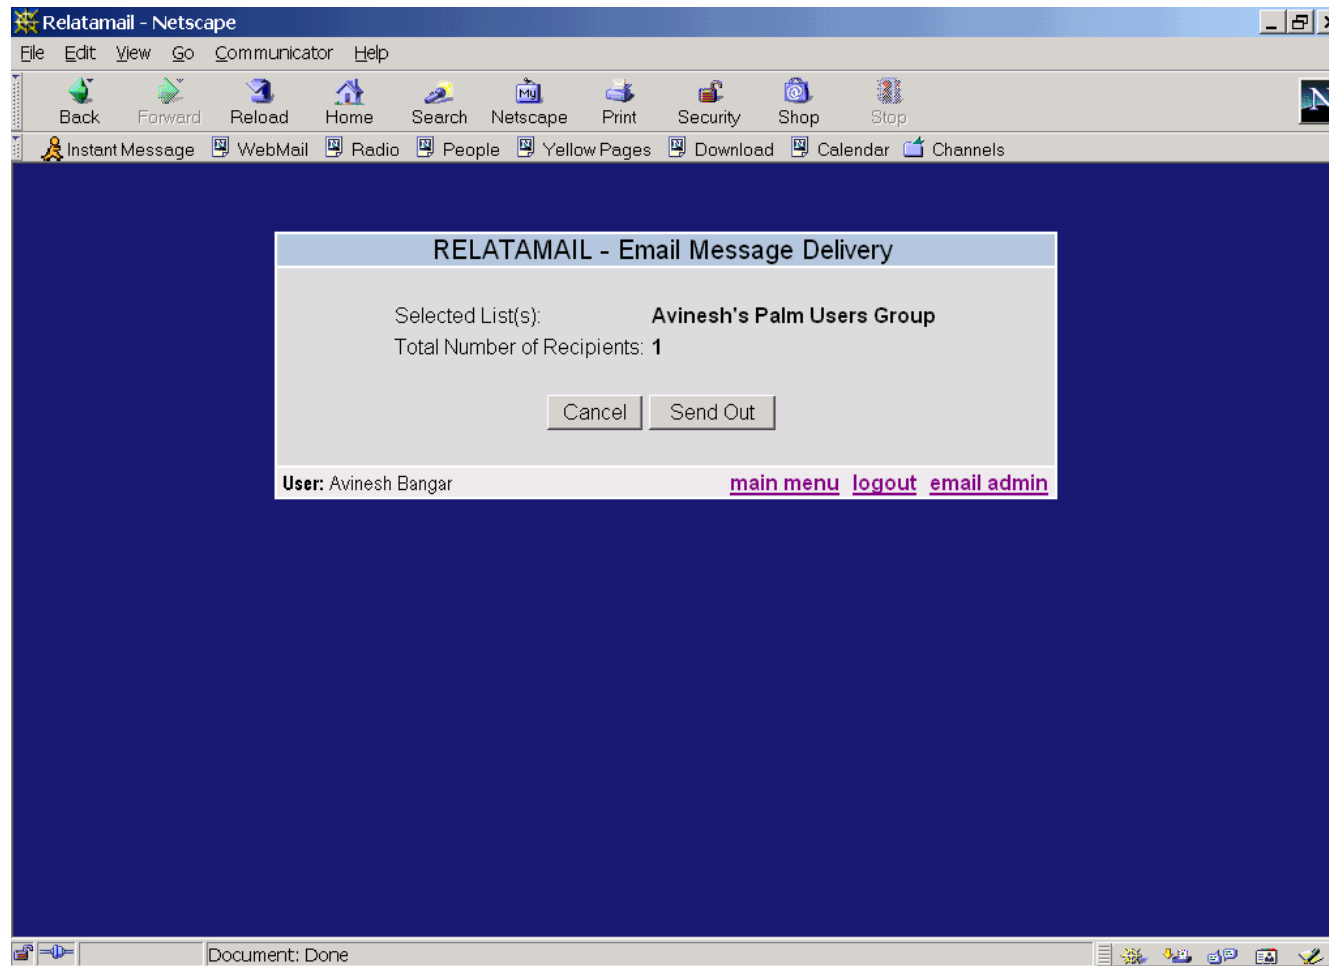 Relatamail - Netscape
File Edit View Go Communicator Help
Back Forward Reload Home Search Netscape Print Security Shop Stop
My
N
Instant Message WebMail Radio People Yellow Pages Download Calendar Channels
RELATAMAIL - Email Message Delivery
Selected List(s): Avinesh's Palm Users Group
Total Number of Recipients: 1
Cancel Send Out
User: Avinesh Bangar main menu logout email admin
Document: Done